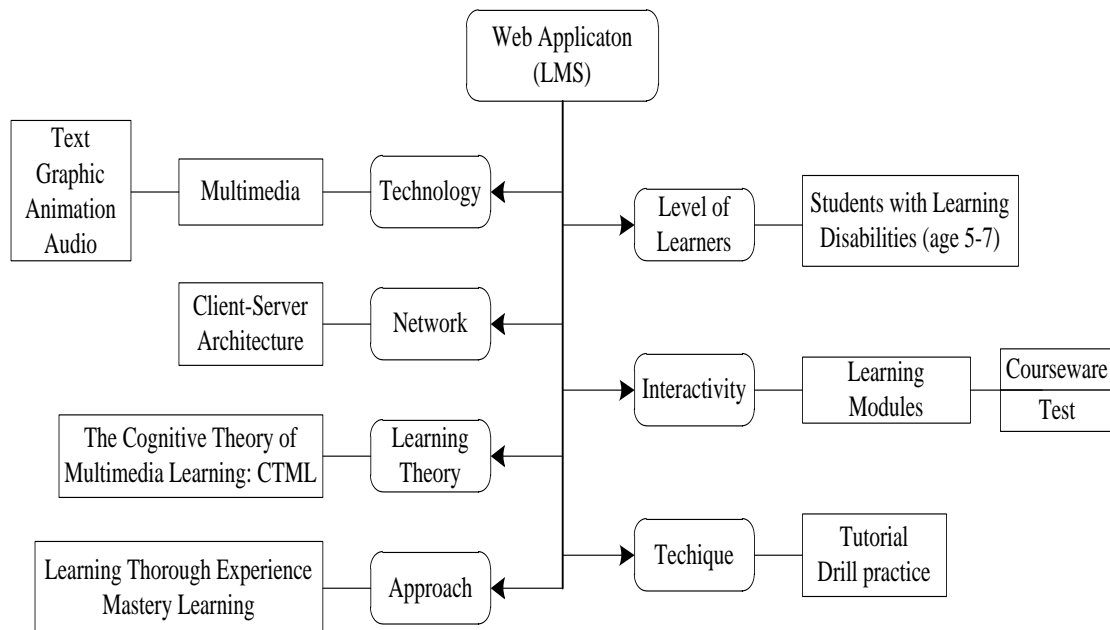 Web Applicaton
(LMS)
Text
Graphic
Animation
Audio
Multimedia
Technology
Level of
Learners
Students with Learning
Disabilities (age 5-7)
Client-Server
Architecture
Network
Interactivity
Learning
Modules
Courseware
Test
The Cognitive Theory of
Multimedia Learning: CTML
Learning
Theory
Techique
Tutorial
Drill practice
Learning Thorough Experience
Mastery Learning
Approach